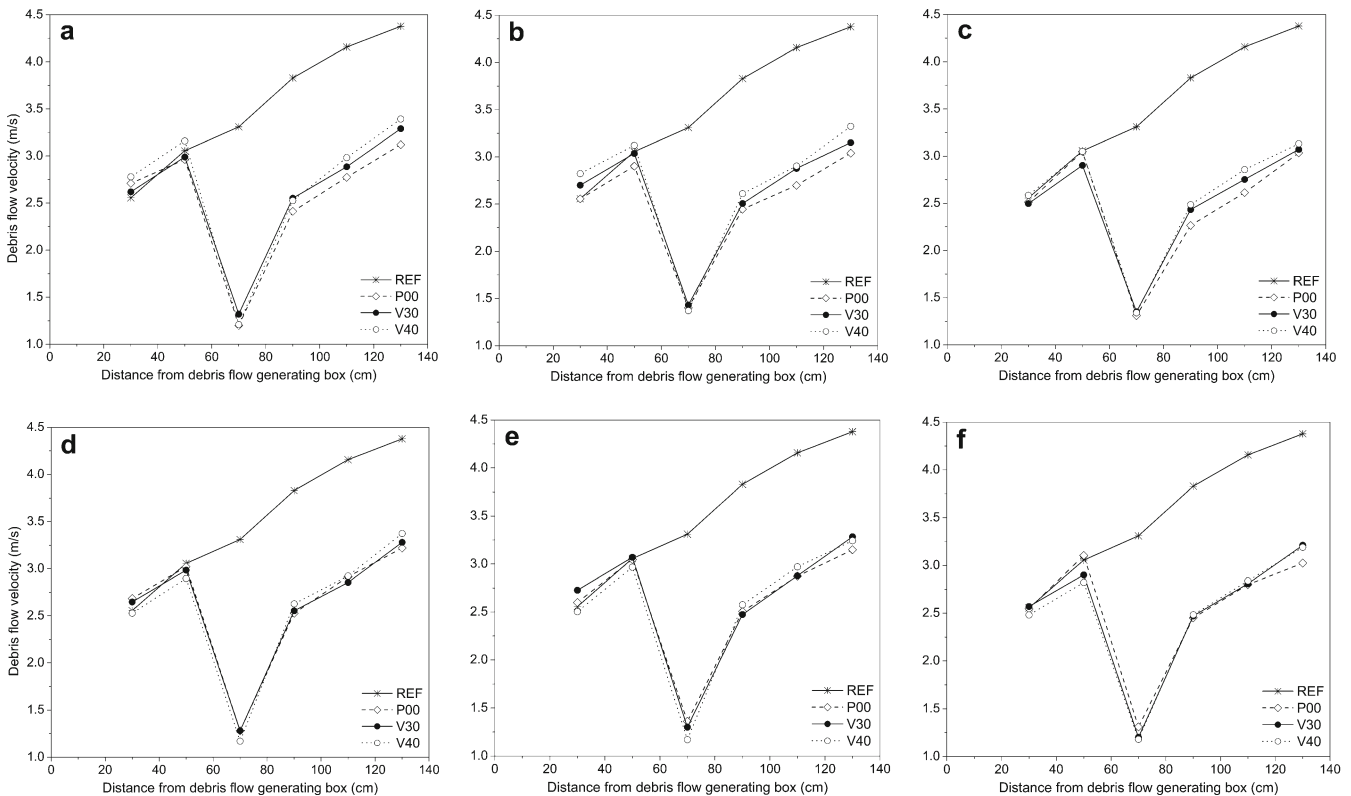 a
4.5
4.0
3.5
3.0
2.5
2.0
1.5
1.0
Debris flow velocity (m/s)
REF
P00
V30
V40
0 20 40 60 80 100 120 140
Distance from debris flow generating box (cm)
b
4.5
4.0
3.5
3.0
2.5
2.0
1.5
1.0
REF
P00
V30
V40
0 20 40 60 80 100 120 140
Distance from debris flow generating box (cm)
c
4.5
4.0
3.5
3.0
2.5
2.0
1.5
1.0
REF
P00
V30
V40
0 20 40 60 80 100 120 140
Distance from debris flow generating box (cm)
d
4.5
4.0
3.5
3.0
2.5
2.0
1.5
1.0
Debris flow velocity (m/s)
REF
P00
V30
V40
0 20 40 60 80 100 120 140
Distance from debris flow generating box (cm)
e
4.5
4.0
3.5
3.0
2.5
2.0
1.5
1.0
REF
P00
V30
V40
0 20 40 60 80 100 120 140
Distance from debris flow generating box (cm)
f
4.5
4.0
3.5
3.0
2.5
2.0
1.5
1.0
REF
P00
V30
V40
0 20 40 60 80 100 120 140
Distance from debris flow generating box (cm)